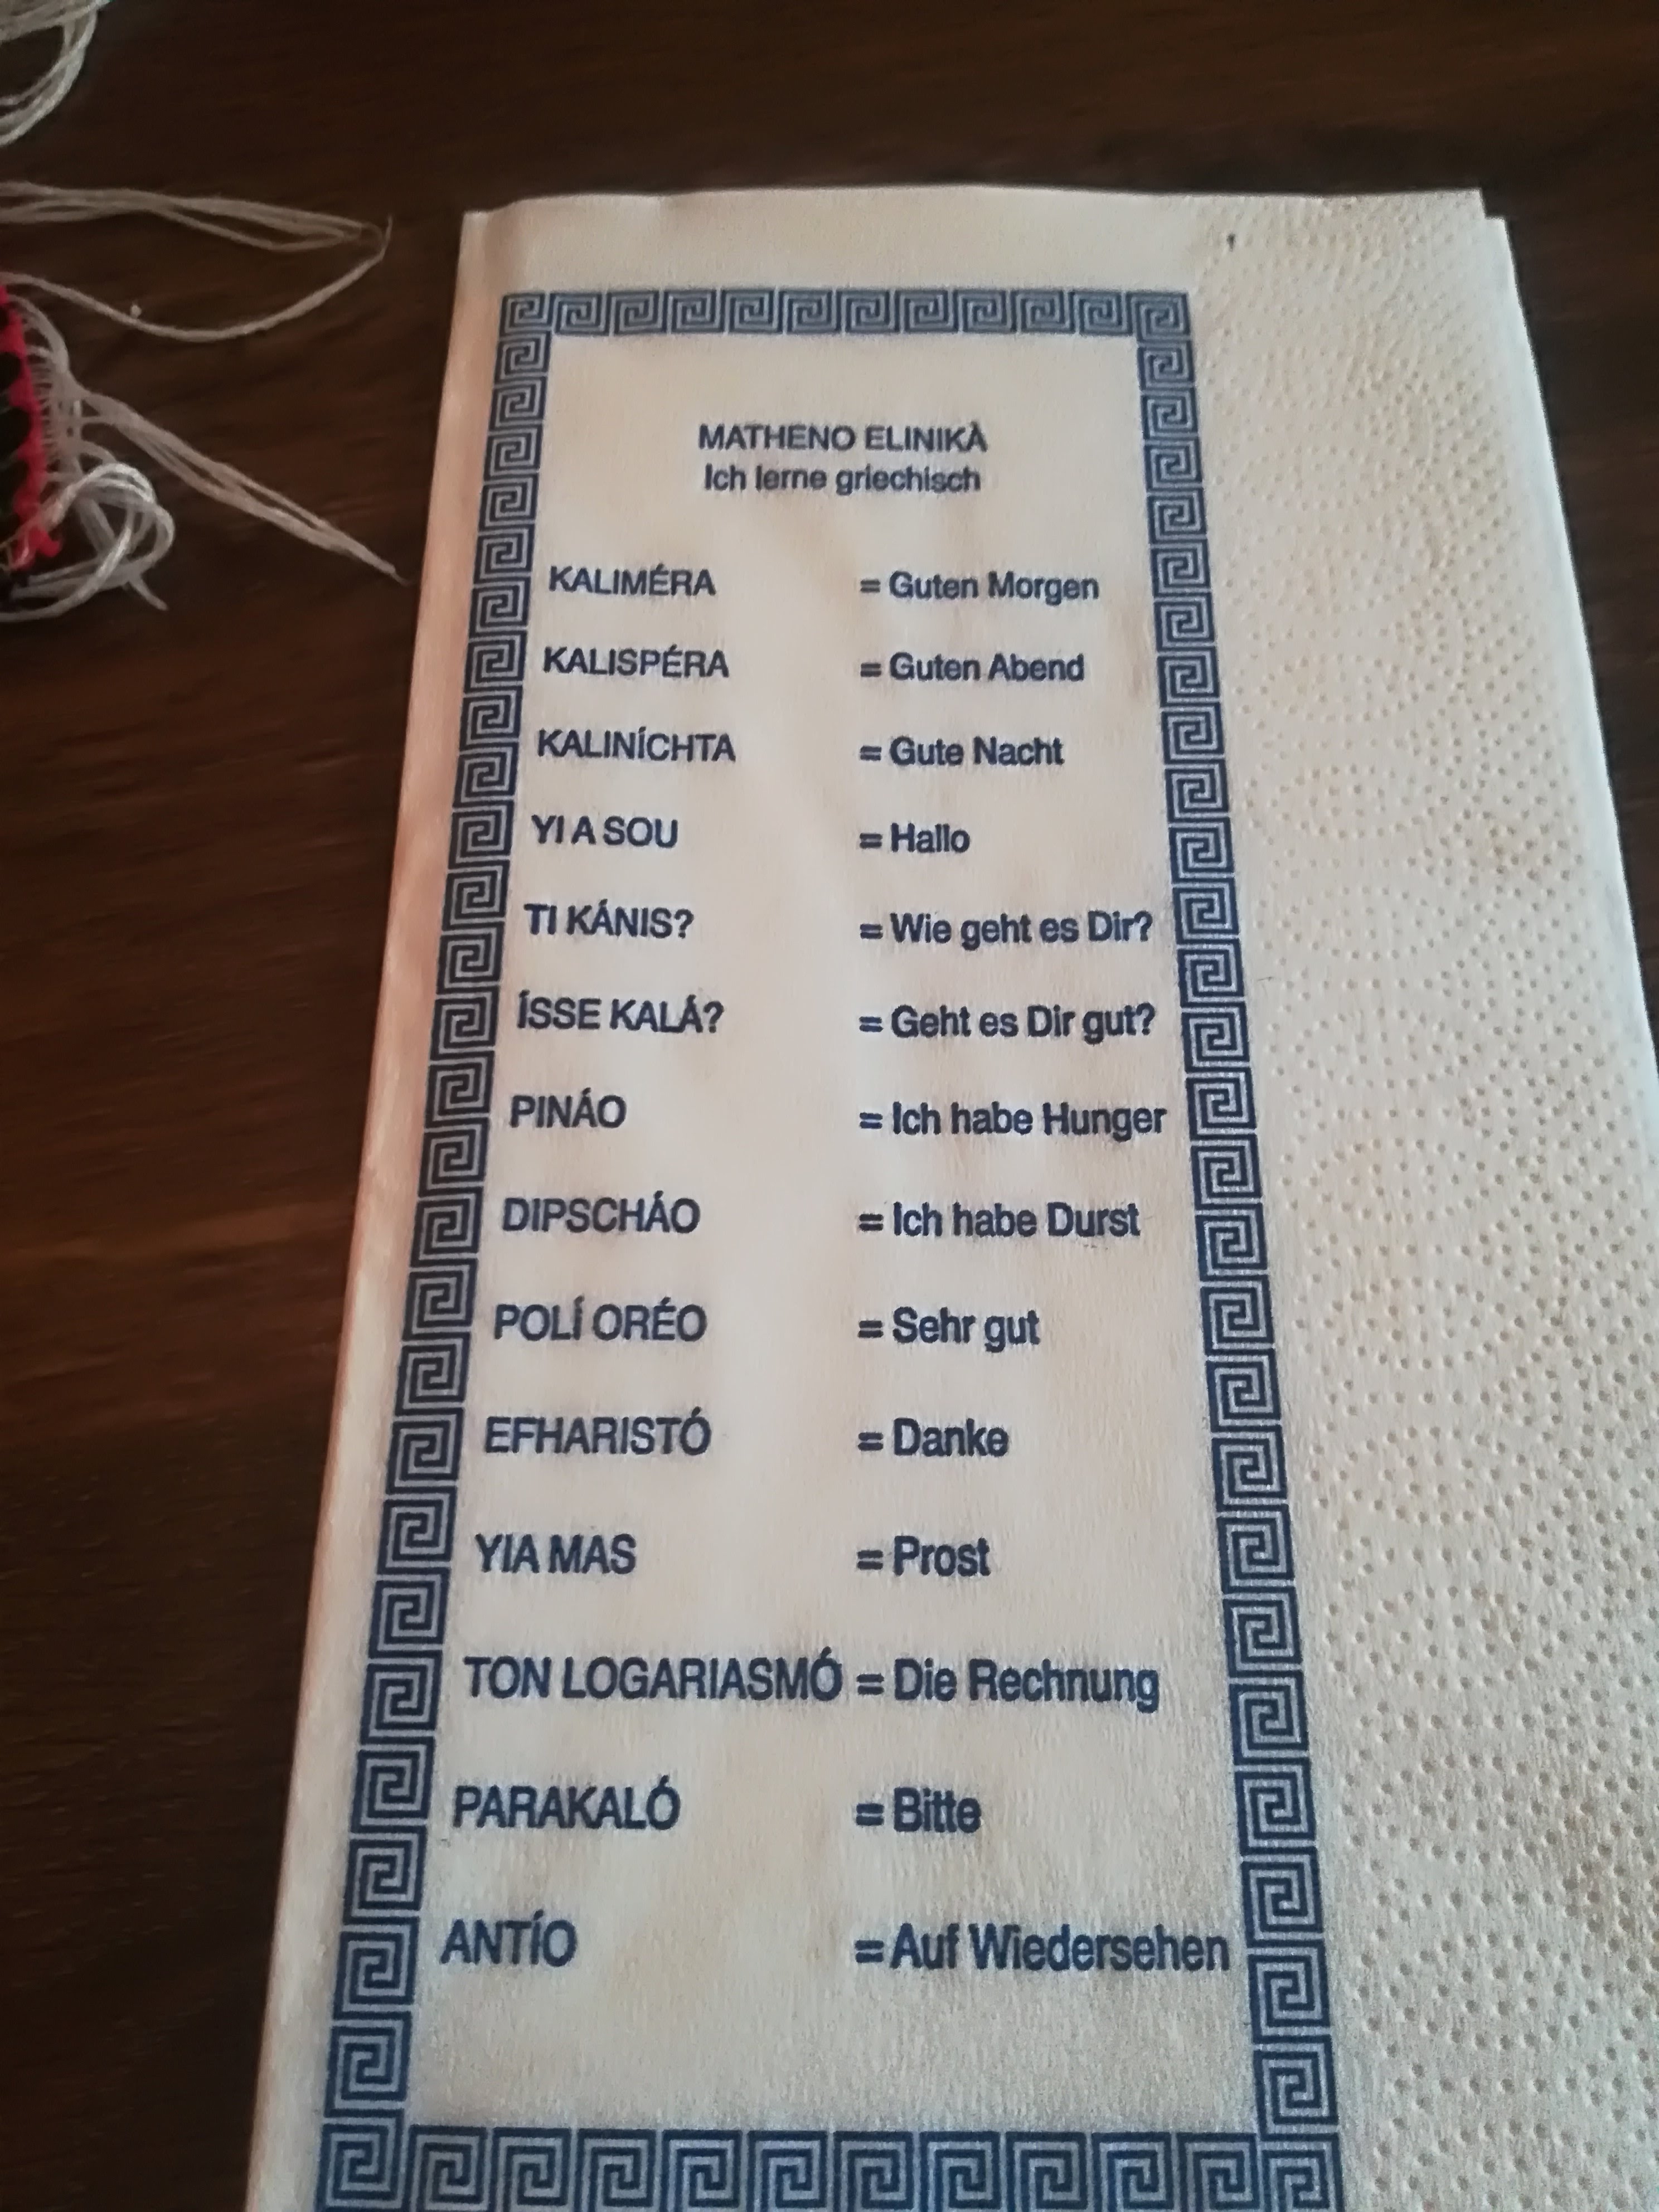 MATHENO ELINIKÀ
Ich lerne griechisch
KALIMÉRA = Guten Morgen
KALISPÉRA = Guten Abend
KALINÍCHTA = Gute Nacht
YI A SOU = Hallo
TI KÁNIS? = Wie geht es Dir?
ÍSSE KALÁ? = Geht es Dir gut?
PINÁO = Ich habe Hunger
DIPSCHÁO = Ich habe Durst
POLÍ ORÉO = Sehr gut
EFHARISTÓ = Danke
YIA MAS = Prost
TON LOGARIASMÓ = Die Rechnung
PARAKALÓ = Bitte
ANTÍO = Auf Wiedersehen